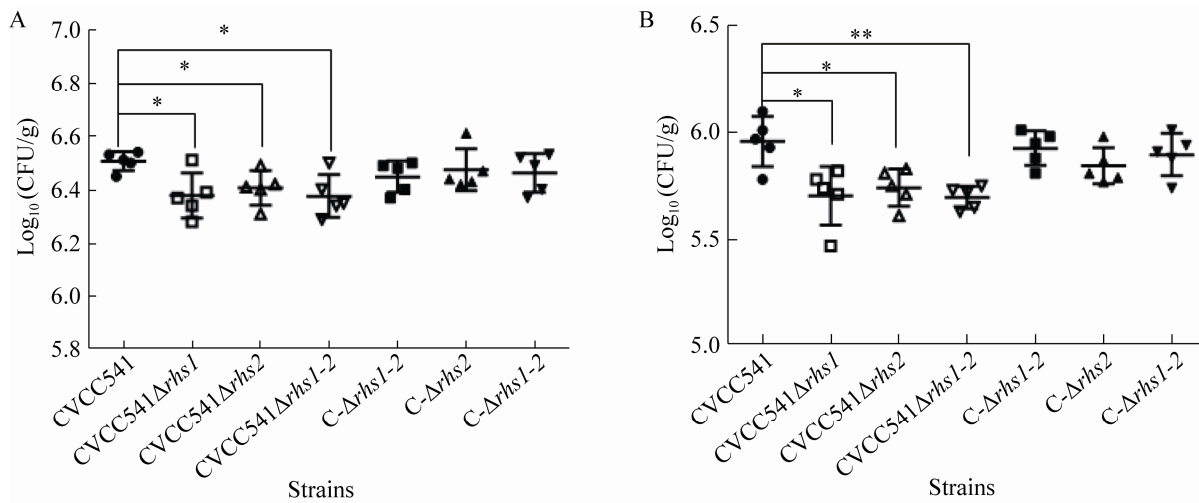 A
7.0
6.8
6.6
6.4
6.2
6.0
5.8
Log10 (CFU/g)
*
*
*
CVCC541
CVCC541Δrhs1
CVCC541Δrhs2
CVCC541Δrhs1-2
C-Δrhs1-2
C-Δrhs2
C-Δrhs1-2
Strains
B
6.5
6.0
5.5
5.0
Log10 (CFU/g)
**
*
*
CVCC541
CVCC541Δrhs1
CVCC541Δrhs2
CVCC541Δrhs1-2
C-Δrhs1-2
C-Δrhs2
C-Δrhs1-2
Strains